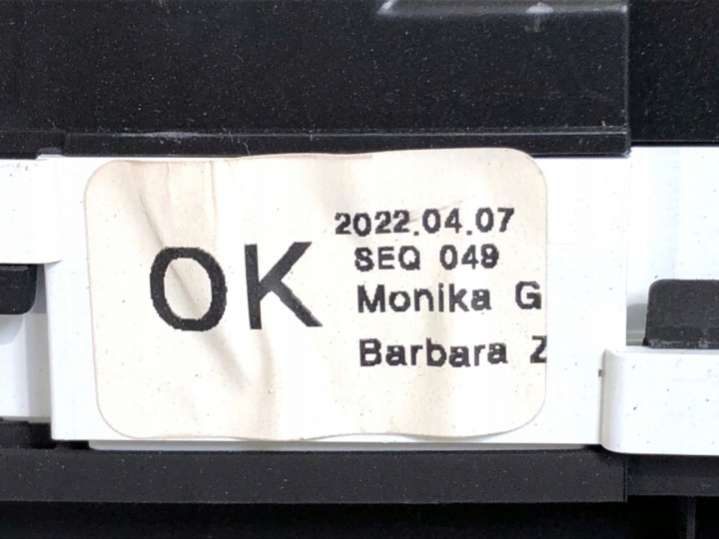 OK
2022.04.07
SEQ 049
Monika G
Barbara Z